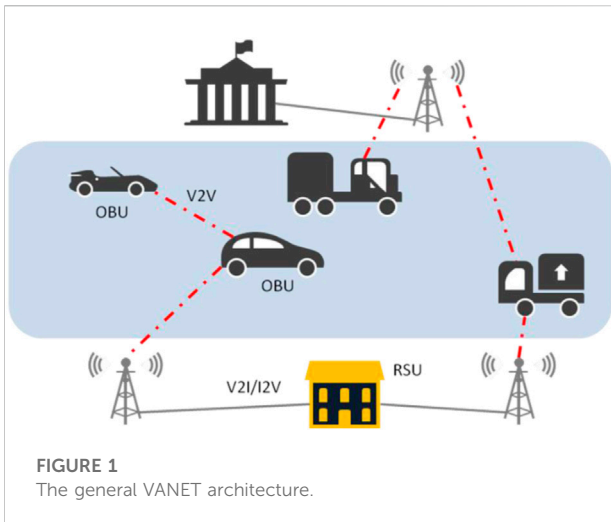 V2V
OBU
OBU
RSU
V2I/I2V
FIGURE 1
The general VANET architecture.